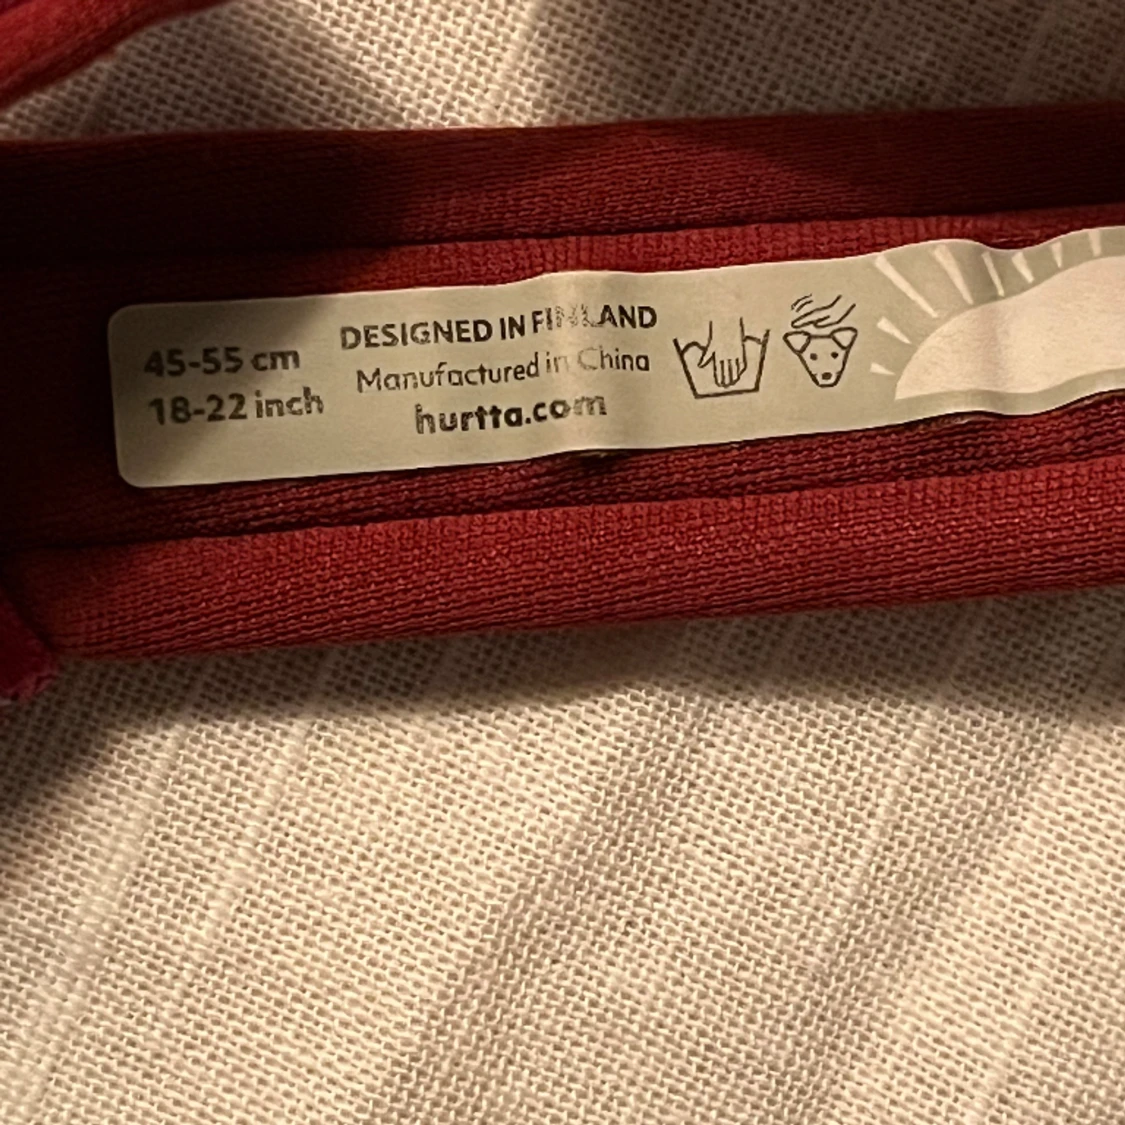 45-55 cm
18-22 inch
DESIGNED IN FINLAND
Manufactured in China
hurtta.com